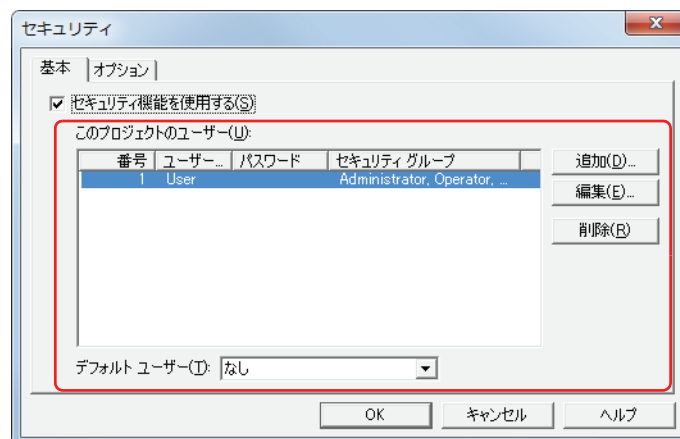 セキュリティ
基本 オプション
セキュリティ機能を使用する(S)
このプロジェクトのユーザー(U):
番号 ユーザー... パスワード セキュリティ グループ
1 User Administrator, Operator, ...
追加(D)...
編集(E)...
削除(R)
デフォルト ユーザー(T): なし
OK キャンセル ヘルプ